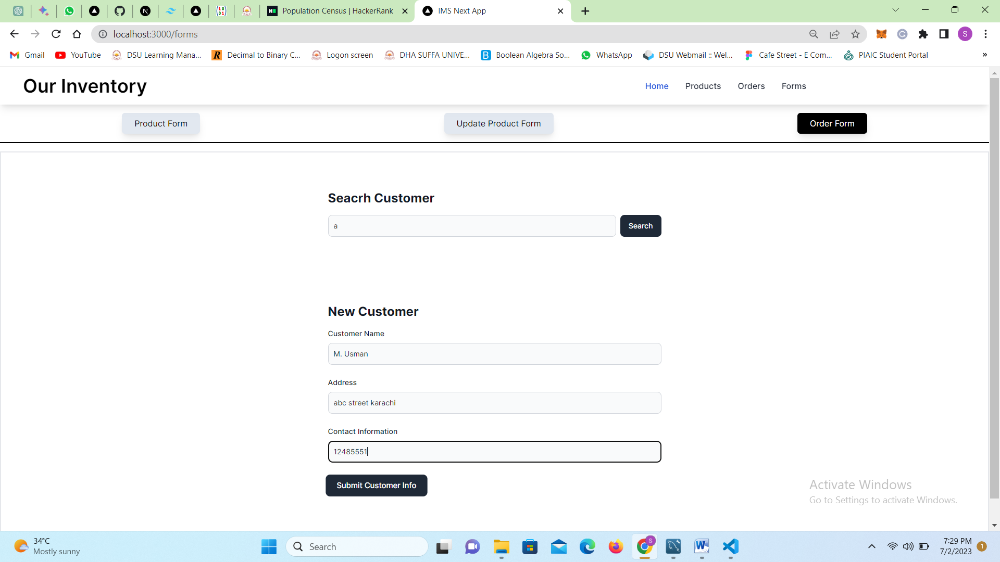 Population Census | HackerRank
IMS Next App
localhost:3000/forms
S
Gmail
YouTube
DSU Learning Mana...
Decimal to Binary C...
Logon screen
DHA SUFFA UNIVE...
Boolean Algebra So...
WhatsApp
DSU Webmail :: Wel...
Cafe Street - E Com...
PIAIC Student Portal
»
Our Inventory
Home
Products
Orders
Forms
Product Form
Update Product Form
Order Form
Seacrh Customer
a
Search
New Customer
Customer Name
M. Usman
Address
abc street karachi
Contact Information
12485551
Submit Customer Info
Activate Windows
Go to Settings to activate Windows.
34°C
Mostly sunny
Search
7:29 PM
7/2/2023
1